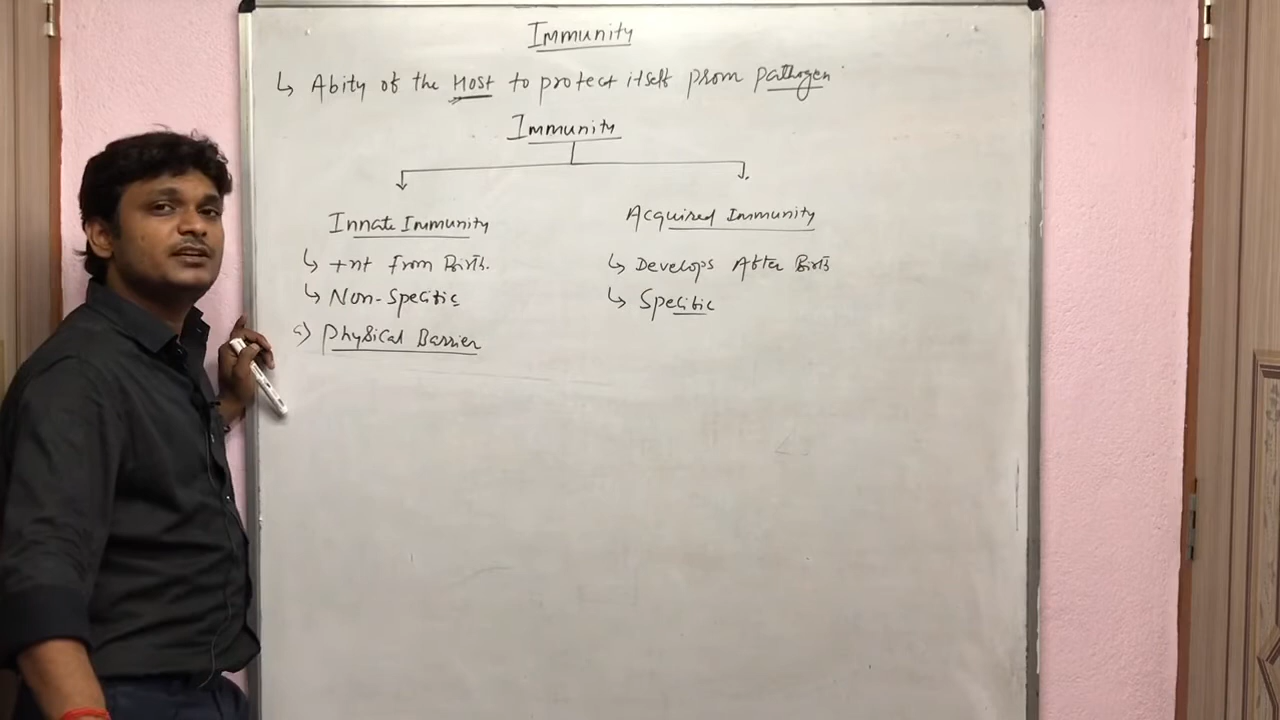 Immunity
↳ Abity of the Host to protect itself from pathogen
Immunity
Innate Immunity
↳ +nt from Birth.
↳ Non-Specific
a) Physical Barrier
Acquired Immunity
↳ Develops After Birth
↳ Specific